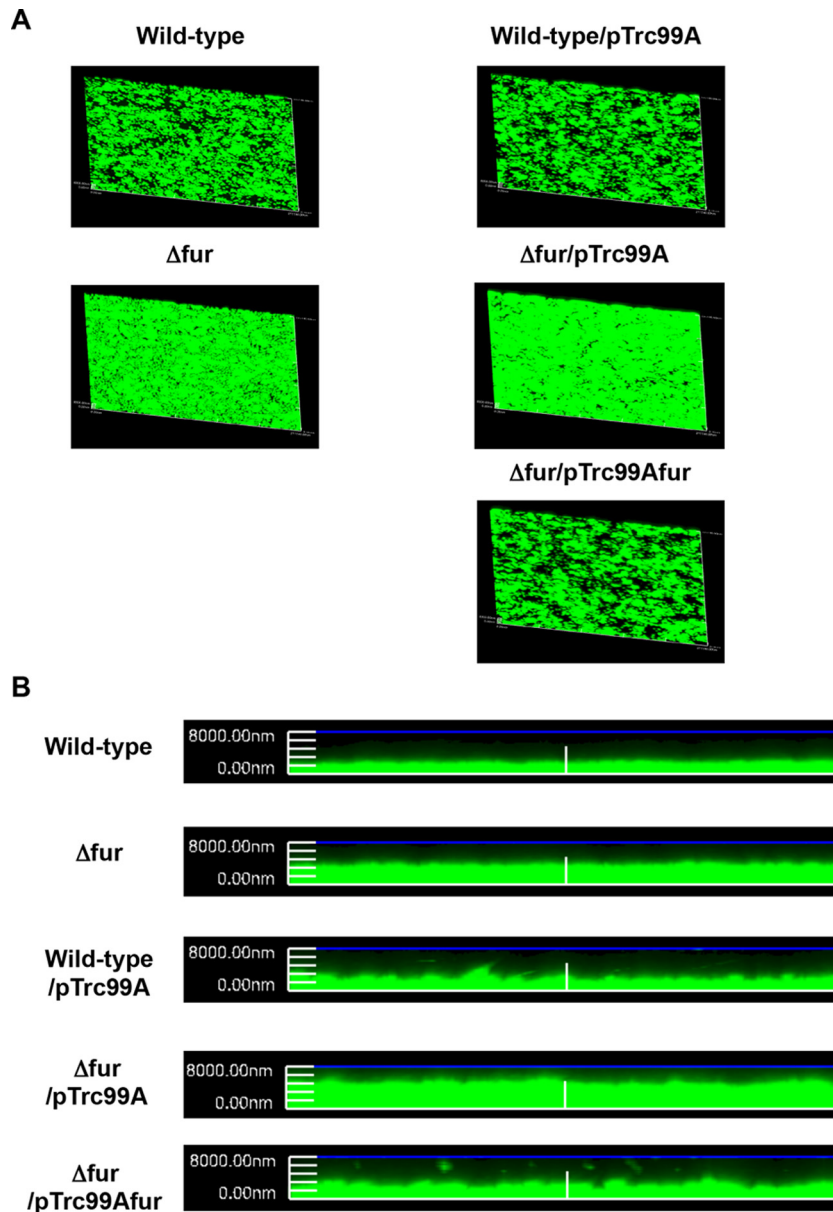 A
Wild-type
Wild-type/pTrc99A
Δfur
Δfur/pTrc99A
Δfur/pTrc99Afur
B
Wild-type
8000.00nm
0.00nm
Δfur
8000.00nm
0.00nm
Wild-type
/pTrc99A
8000.00nm
0.00nm
Δfur
/pTrc99A
8000.00nm
0.00nm
Δfur
/pTrc99Afur
8000.00nm
0.00nm